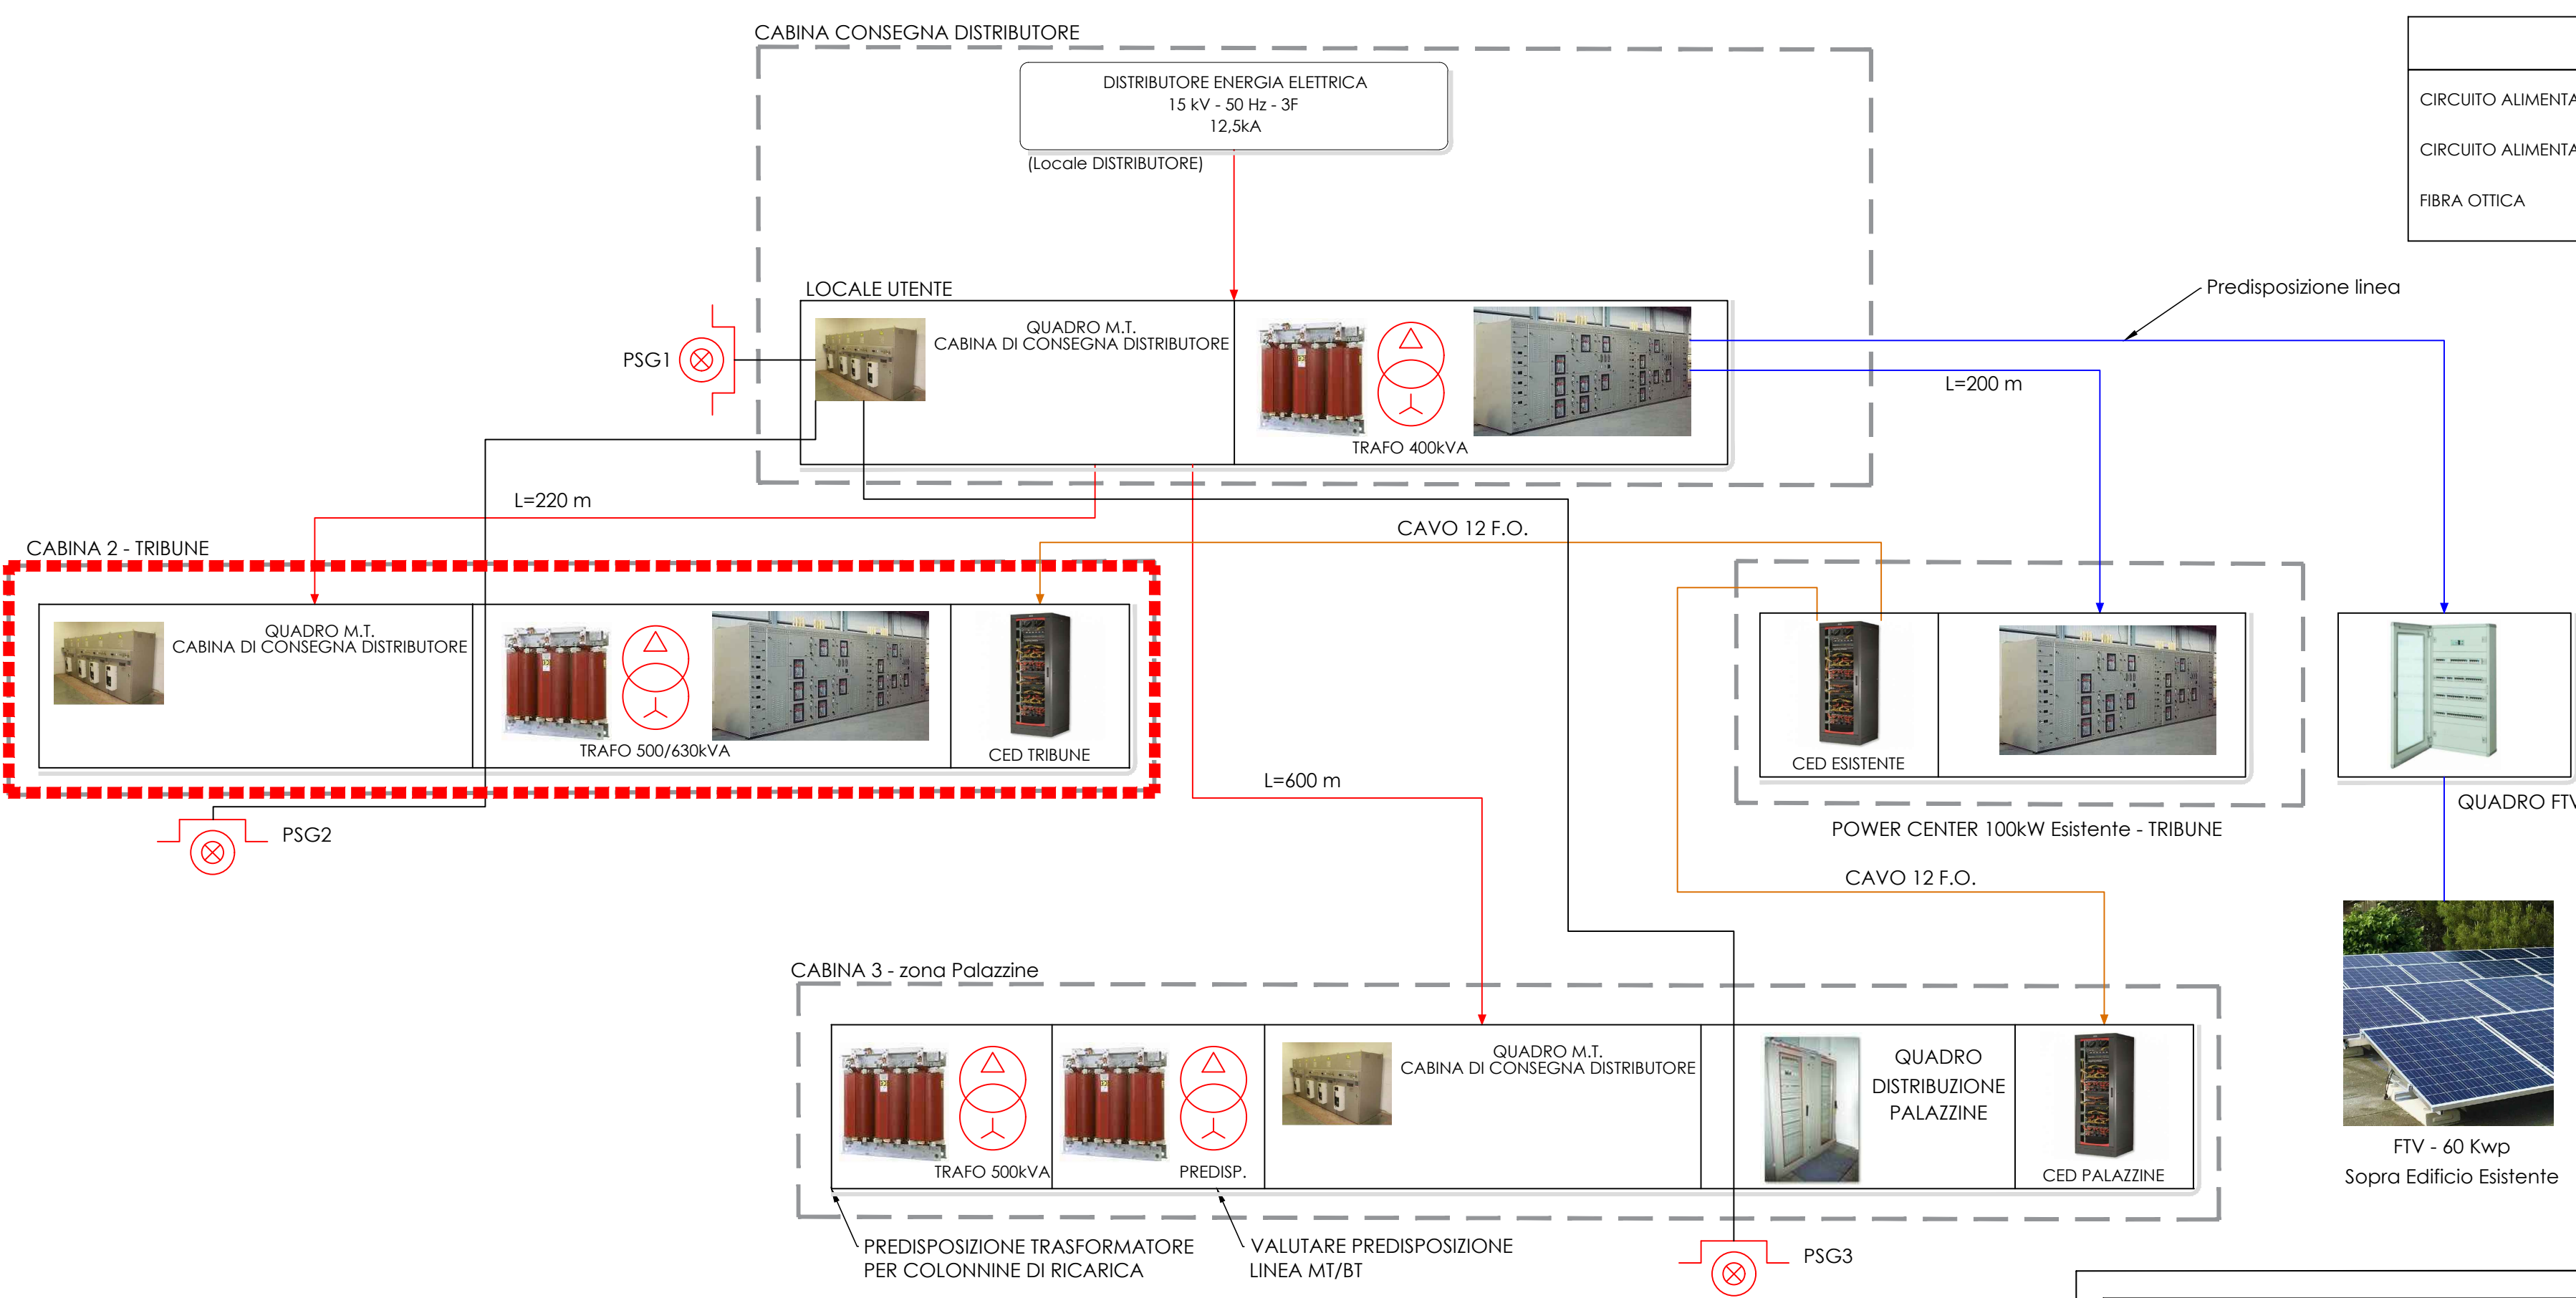 CABINA CONSEGNA DISTRIBUTORE
DISTRIBUTORE ENERGIA ELETTRICA
15 kV - 50 Hz - 3F
12,5kA
(Locale DISTRIBUTORE)
CIRCUITO ALIMENTA
CIRCUITO ALIMENTA
FIBRA OTTICA
Predisposizione linea
LOCALE UTENTE
QUADRO M.T.
CABINA DI CONSEGNA DISTRIBUTORE
PSG1
TRAFO 400kVA
L=200 m
L=220 m
CAVO 12 F.O.
CABINA 2 - TRIBUNE
QUADRO M.T.
CABINA DI CONSEGNA DISTRIBUTORE
TRAFO 500/630kVA
CED TRIBUNE
CED ESISTENTE
L=600 m
QUADRO FTV
POWER CENTER 100kW Esistente - TRIBUNE
PSG2
CAVO 12 F.O.
CABINA 3 - zona Palazzine
QUADRO M.T.
CABINA DI CONSEGNA DISTRIBUTORE
QUADRO
DISTRIBUZIONE
PALAZZINE
TRAFO 500kVA
PREDISP.
CED PALAZZINE
FTV - 60 Kwp
Sopra Edificio Esistente
PREDISPOSIZIONE TRASFORMATORE
PER COLONNINE DI RICARICA
VALUTARE PREDISPOSIZIONE
LINEA MT/BT
PSG3